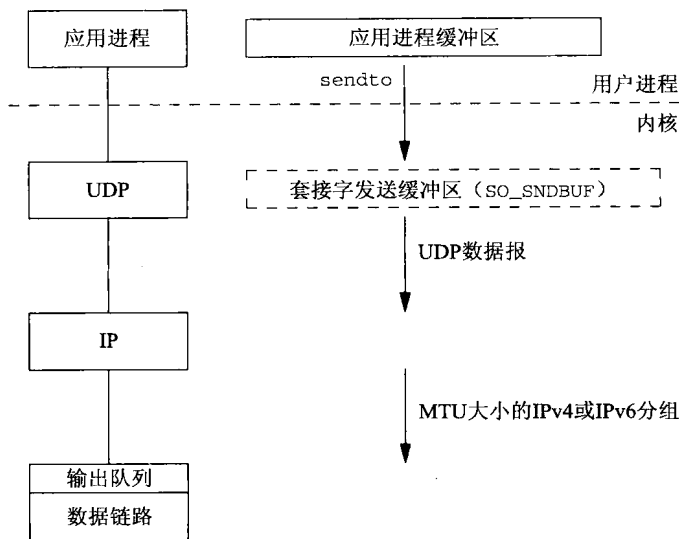 应用进程
应用进程缓冲区
sendto
用户进程
内核
UDP
套接字发送缓冲区（SO_SNDBUF）
UDP数据报
IP
MTU大小的IPv4或IPv6分组
输出队列
数据链路